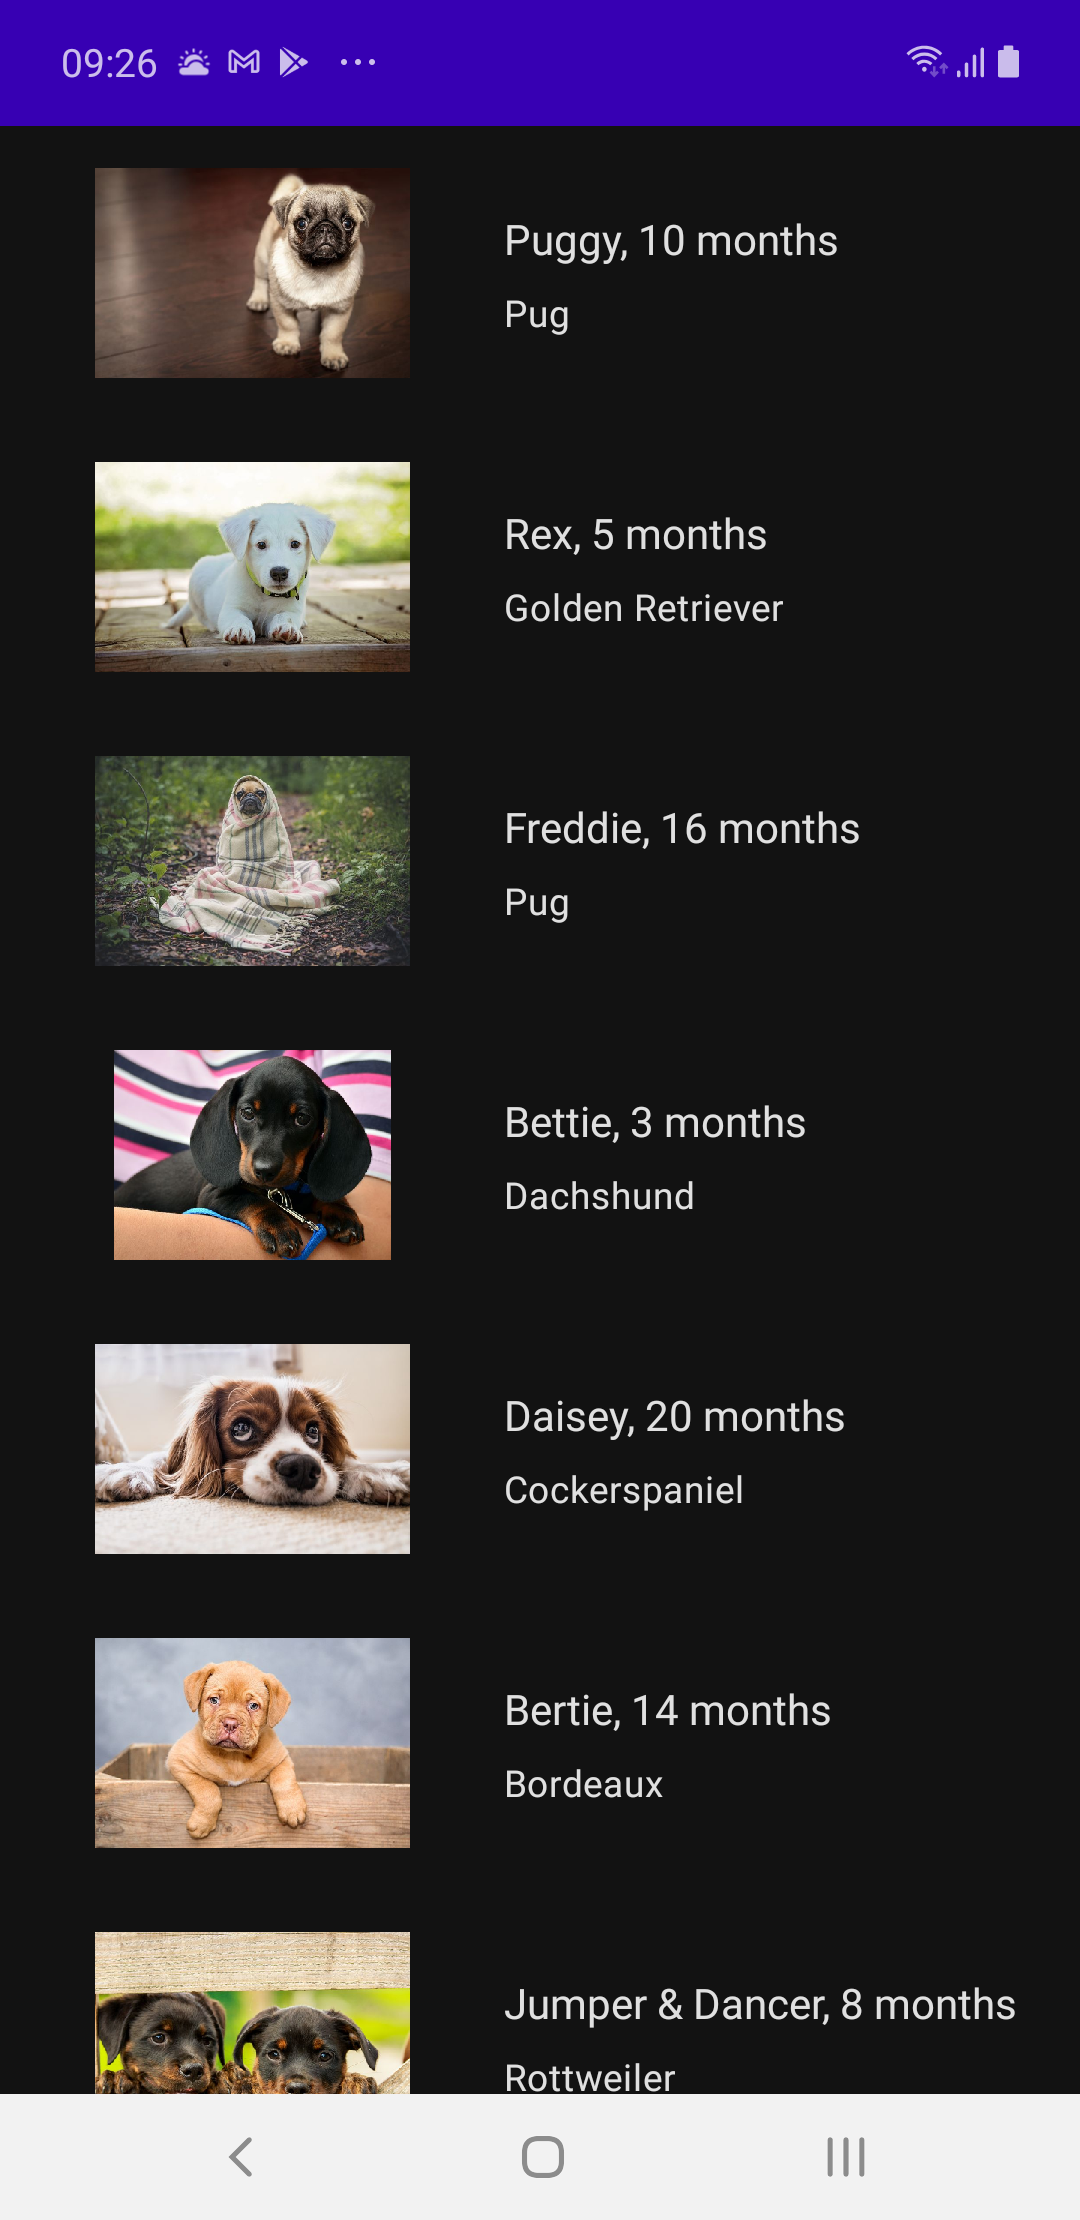 09:26
Puggy, 10 months
Pug
Rex, 5 months
Golden Retriever
Freddie, 16 months
Pug
Bettie, 3 months
Dachshund
Daisey, 20 months
Cockerspaniel
Bertie, 14 months
Bordeaux
Jumper & Dancer, 8 months
Rottweiler